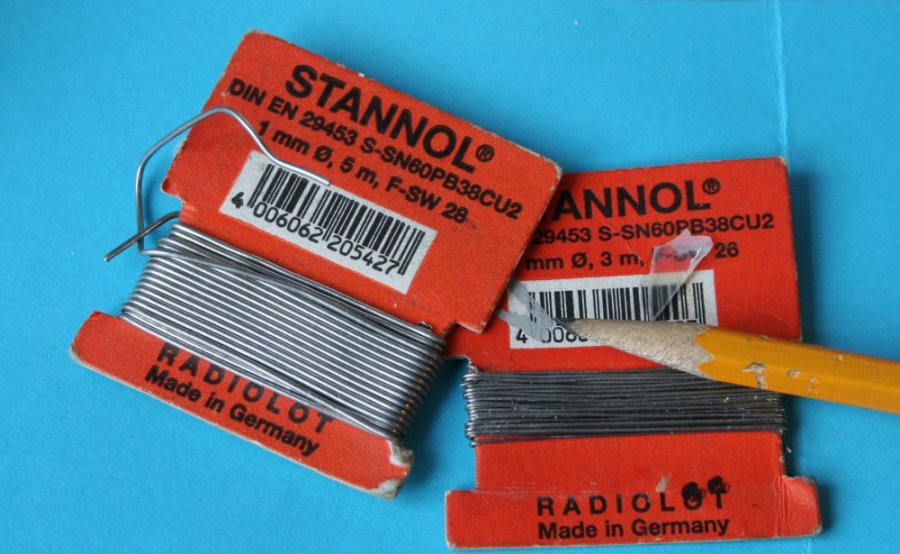 STANNOL®
DIN EN 29453 S-SN60PB38CU2
1 mm Ø, 5 m, F-SW 28
4 006062 205427
RADIOLOT
Made in Germany
ANNOL®
29453 S-SN60PB38CU2
mm Ø, 3 m, 26
RADIOLOT
Made in Germany